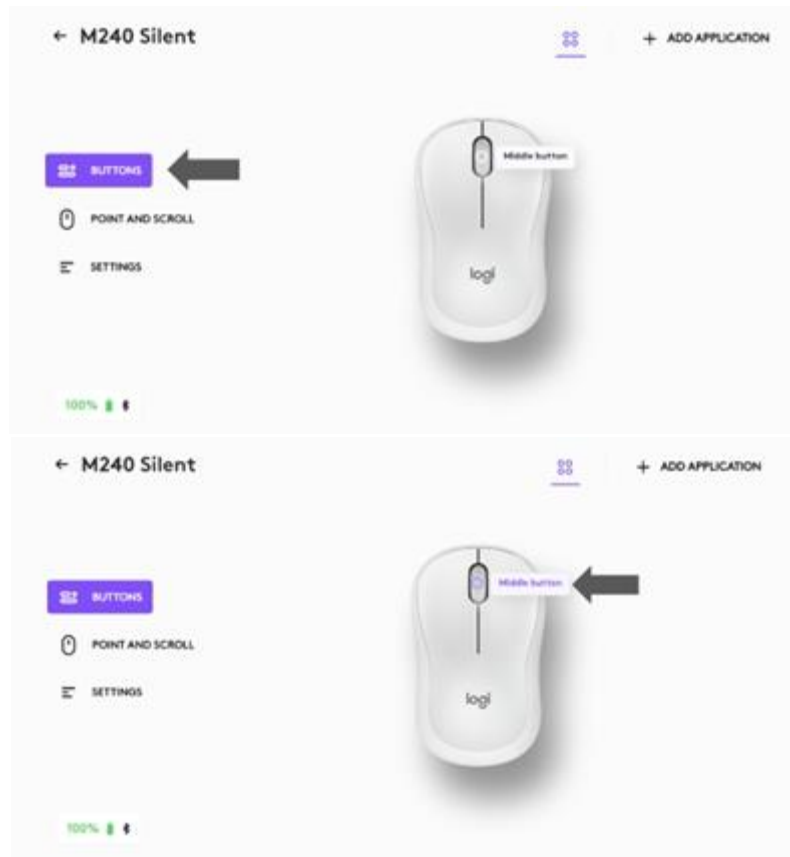 ← M240 Silent
+ ADD APPLICATION
Middle button
BUTTONS
POINT AND SCROLL
SETTINGS
logi
100%
← M240 Silent
+ ADD APPLICATION
Middle button
BUTTONS
POINT AND SCROLL
SETTINGS
logi
100%